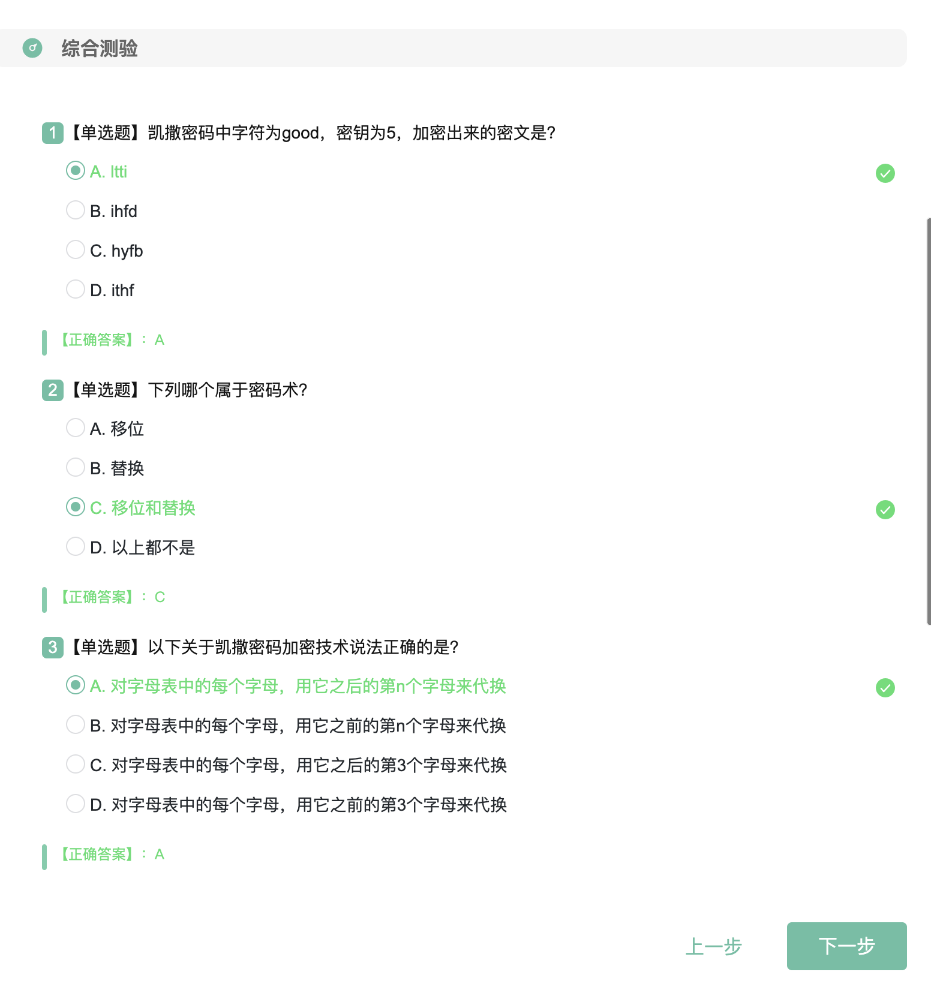 综合测验
1【单选题】凯撒密码中字符为good，密钥为5，加密出来的密文是?
A. ltti
B. ihfd
C. hyfb
D. ithf
【正确答案】：A
2【单选题】下列哪个属于密码术?
A. 移位
B. 替换
C. 移位和替换
D. 以上都不是
【正确答案】：C
3【单选题】以下关于凯撒密码加密技术说法正确的是?
A. 对字母表中的每个字母，用它之后的第n个字母来代换
B. 对字母表中的每个字母，用它之前的第n个字母来代换
C. 对字母表中的每个字母，用它之后的第3个字母来代换
D. 对字母表中的每个字母，用它之前的第3个字母来代换
【正确答案】：A
上一步 下一步